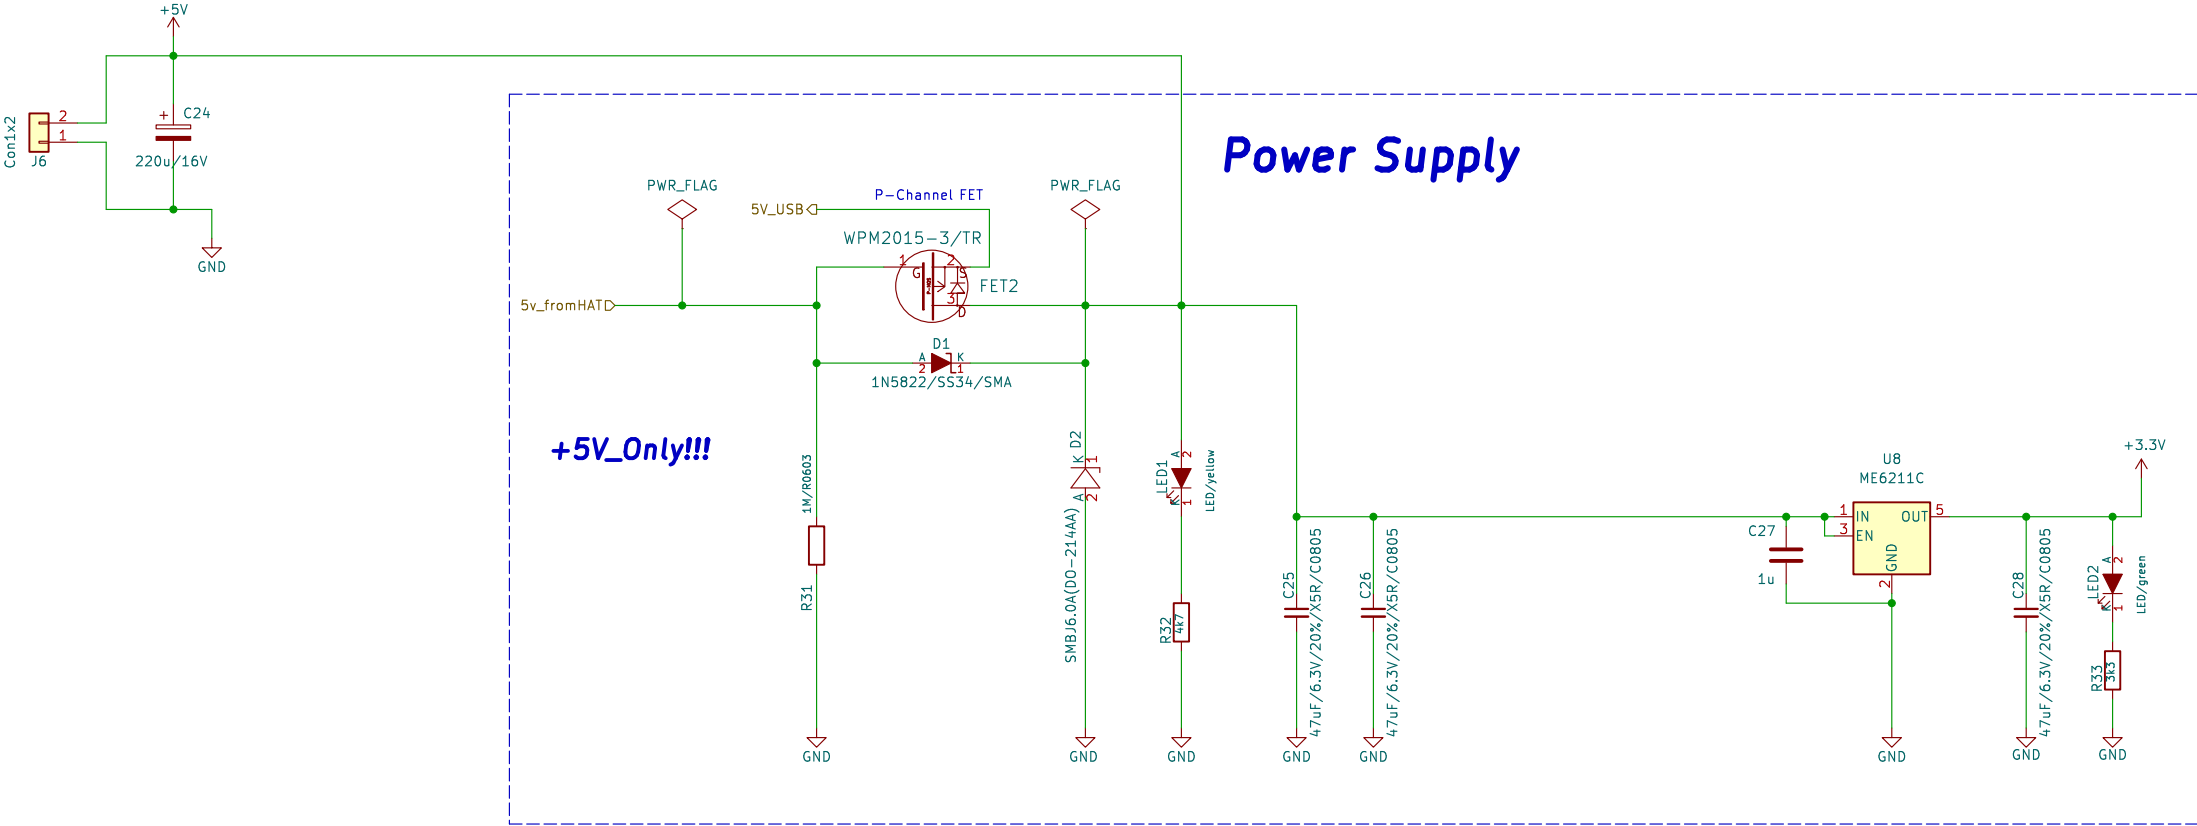 +5V
C24
220u/16V
Con1x2
2
1
J6
GND
Power Supply
PWR_FLAG
5V_USB
P-Channel FET
WPM2015-3/TR
PWR_FLAG
1
G
2
S
3
D
FET2
5v_fromHAT
D1
A
K
2
1
1N5822/SS34/SMA
+5V_Only!!!
1M/R0603
R31
GND
D2
K
1
A
2
SMBJ6.0A(DO-214AA)
GND
LED1
A
2
K
1
LED/yellow
R32
4k7
GND
C25
47uF/6.3V/20%/X5R/C0805
GND
C26
47uF/6.3V/20%/X5R/C0805
GND
C27
1u
U8
ME6211C
1
IN
3
EN
OUT
5
GND
2
GND
+3.3V
C28
47uF/6.3V/20%/X5R/C0805
GND
LED2
A
2
K
1
LED/green
R33
3k3
GND